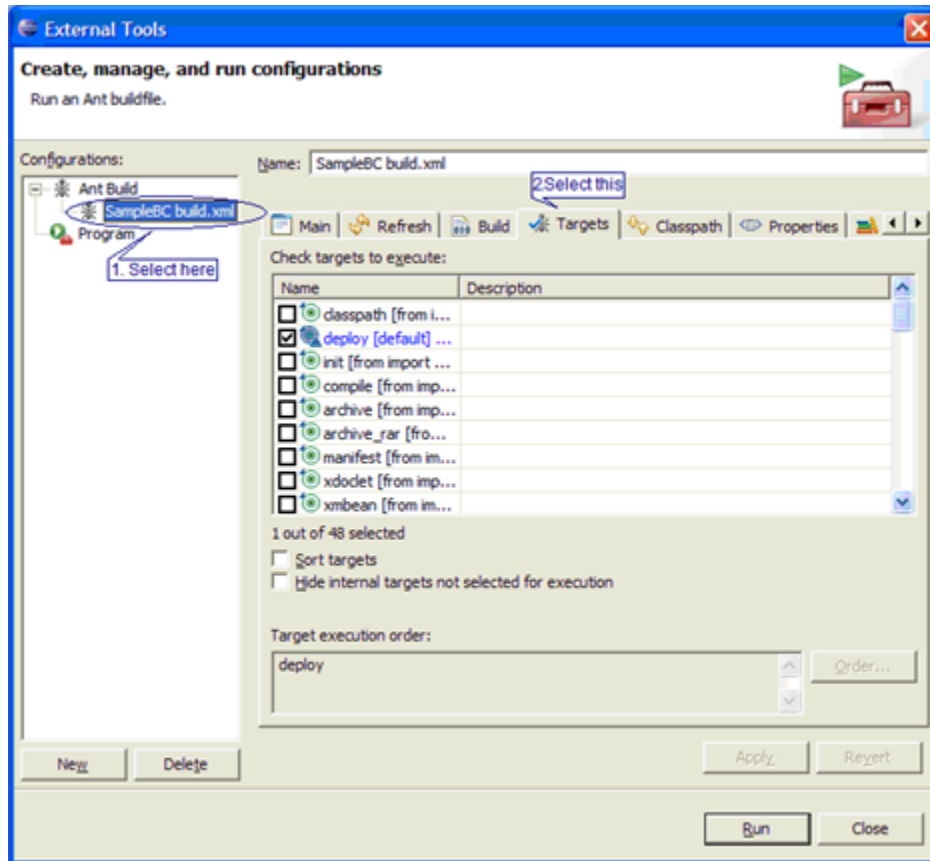 External Tools
Create, manage, and run configurations
Run an Ant buildfile.
Configurations:
Ant Build
SampleBC build.xml
Program
1. Select here
New
Delete
Name: SampleBC build.xml
2.Select this
Main Refresh Build Targets Classpath Properties
Check targets to execute:
Name Description
classpath [from i...
deploy [default] ...
init [from import ...
compile [from imp...
archive [from imp...
archive_rar [fro...
manifest [from im...
xdoclet [from imp...
xmbean [from im...
1 out of 48 selected
Sort targets
Hide internal targets not selected for execution
Target execution order:
deploy
Order...
Apply Revert
Run Close